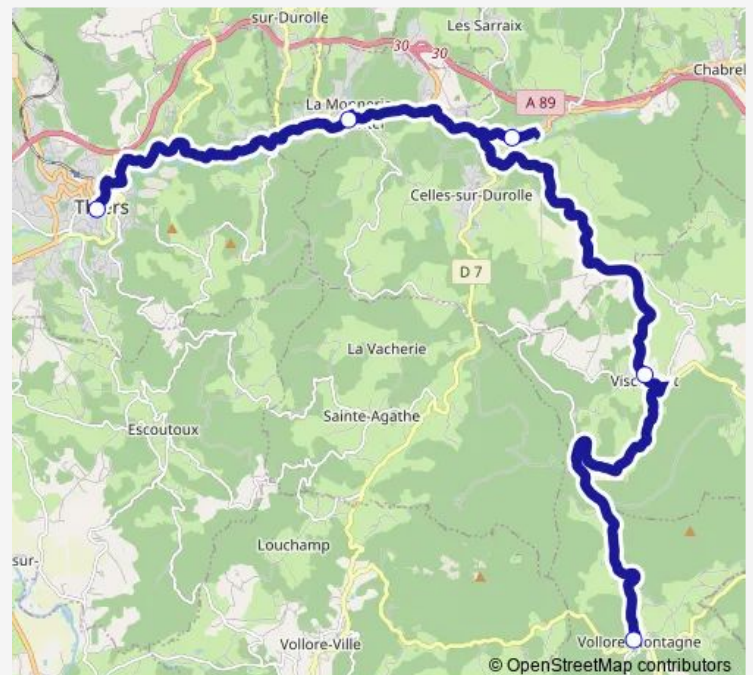 sur-Durolle
Les Sarraix
30
30
Chabrel
A 89
La Monnerie
Thiers
Celles-sur-Durolle
D 7
La Vacherie
Viscomtat
Sainte-Agathe
Escoutoux
Louchamp
sur-
Vollore-Ville
Vollore-Montagne
© OpenStreetMap contributors